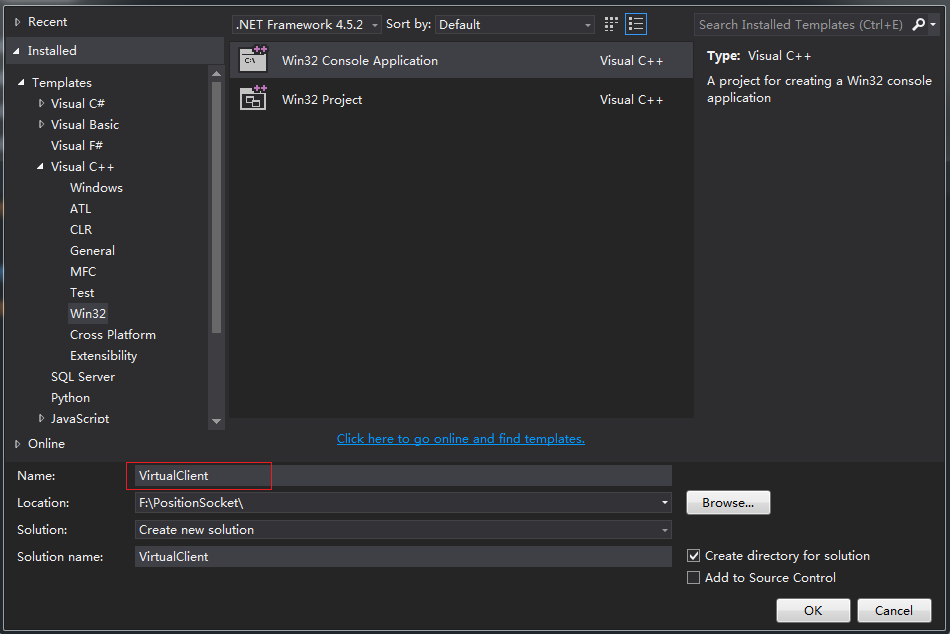 Recent
.NET Framework 4.5.2 Sort by: Default Search Installed Templates (Ctrl+E)
Installed
Templates
Visual C#
Visual Basic
Visual F#
Visual C++
Windows
ATL
CLR
General
MFC
Test
Win32
Cross Platform
Extensibility
SQL Server
Python
JavaScript
Online
C:\ Win32 Console Application Visual C++
Win32 Project Visual C++
Type: Visual C++
A project for creating a Win32 console
application
Click here to go online and find templates.
Name: VirtualClient
Location: F:\PositionSocket\ Browse...
Solution: Create new solution
Solution name: VirtualClient
Create directory for solution
Add to Source Control
OK Cancel